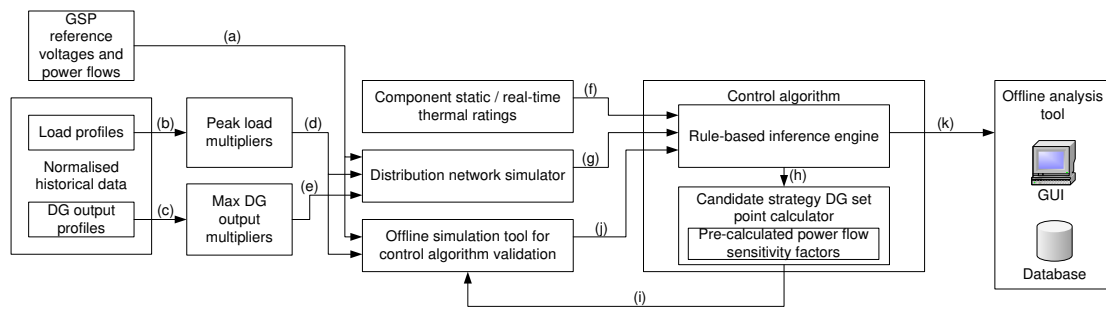 GSP
reference
voltages and
power flows
(a)
Load profiles
Normalised
historical data
DG output
profiles
(b)
(c)
Peak load
multipliers
Max DG
output
multipliers
(d)
(e)
Component static / real-time
thermal ratings
Distribution network simulator
Offline simulation tool for
control algorithm validation
(f)
(g)
(j)
Control algorithm
Rule-based inference engine
(h)
Candidate strategy DG set
point calculator
Pre-calculated power flow
sensitivity factors
(i)
(k)
Offline analysis
tool
GUI
Database